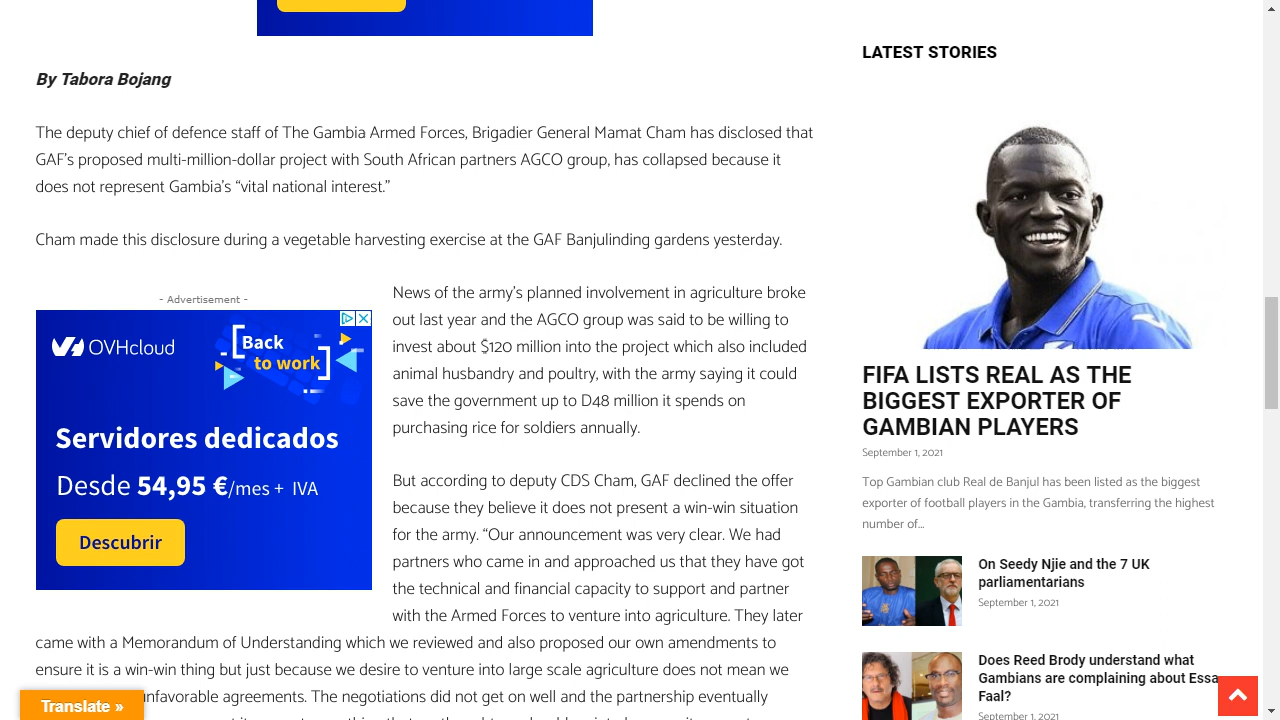 By Tabora Bojang
The deputy chief of defence staff of The Gambia Armed Forces, Brigadier General Mamat Cham has disclosed that
GAF’s proposed multi-million-dollar project with South African partners AGCO group, has collapsed because it
does not represent Gambia’s “vital national interest.”
Cham made this disclosure during a vegetable harvesting exercise at the GAF Banjulinding gardens yesterday.
- Advertisement -
OVHcloud
Back
to work
Servidores dedicados
Desde 54,95 €/mes + IVA
Descubrir
News of the army’s planned involvement in agriculture broke
out last year and the AGCO group was said to be willing to
invest about $120 million into the project which also included
animal husbandry and poultry, with the army saying it could
save the government up to D48 million it spends on
purchasing rice for soldiers annually.
But according to deputy CDS Cham, GAF declined the offer
because they believe it does not present a win-win situation
for the army. “Our announcement was very clear. We had
partners who came in and approached us that they have got
the technical and financial capacity to support and partner
with the Armed Forces to venture into agriculture. They later
came with a Memorandum of Understanding which we reviewed and also proposed our own amendments to
ensure it is a win-win thing but just because we desire to venture into large scale agriculture does not mean we
unfavorable agreements. The negotiations did not get on well and the partnership eventually
Translate »
LATEST STORIES
FIFA LISTS REAL AS THE
BIGGEST EXPORTER OF
GAMBIAN PLAYERS
September 1, 2021
Top Gambian club Real de Banjul has been listed as the biggest
exporter of football players in the Gambia, transferring the highest
number of...
On Seedy Njie and the 7 UK
parliamentarians
September 1, 2021
Does Reed Brody understand what
Gambians are complaining about Essa
Faal?
September 1, 2021